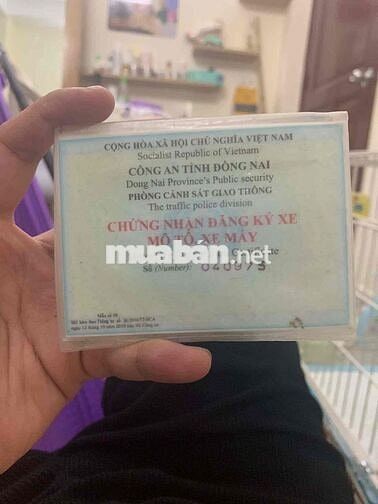 CỘNG HÒA XÃ HỘI CHỦ NGHĨA VIỆT NAM
Socialist Republic of Vietnam
CÔNG AN TỈNH ĐỒNG NAI
Dong Nai Province's Public security
PHÒNG CẢNH SÁT GIAO THÔNG
The traffic police division
CHỨNG NHẬN ĐĂNG KÝ XE
MÔ TÔ, XE MÁY
muabán.net
Số (Number):